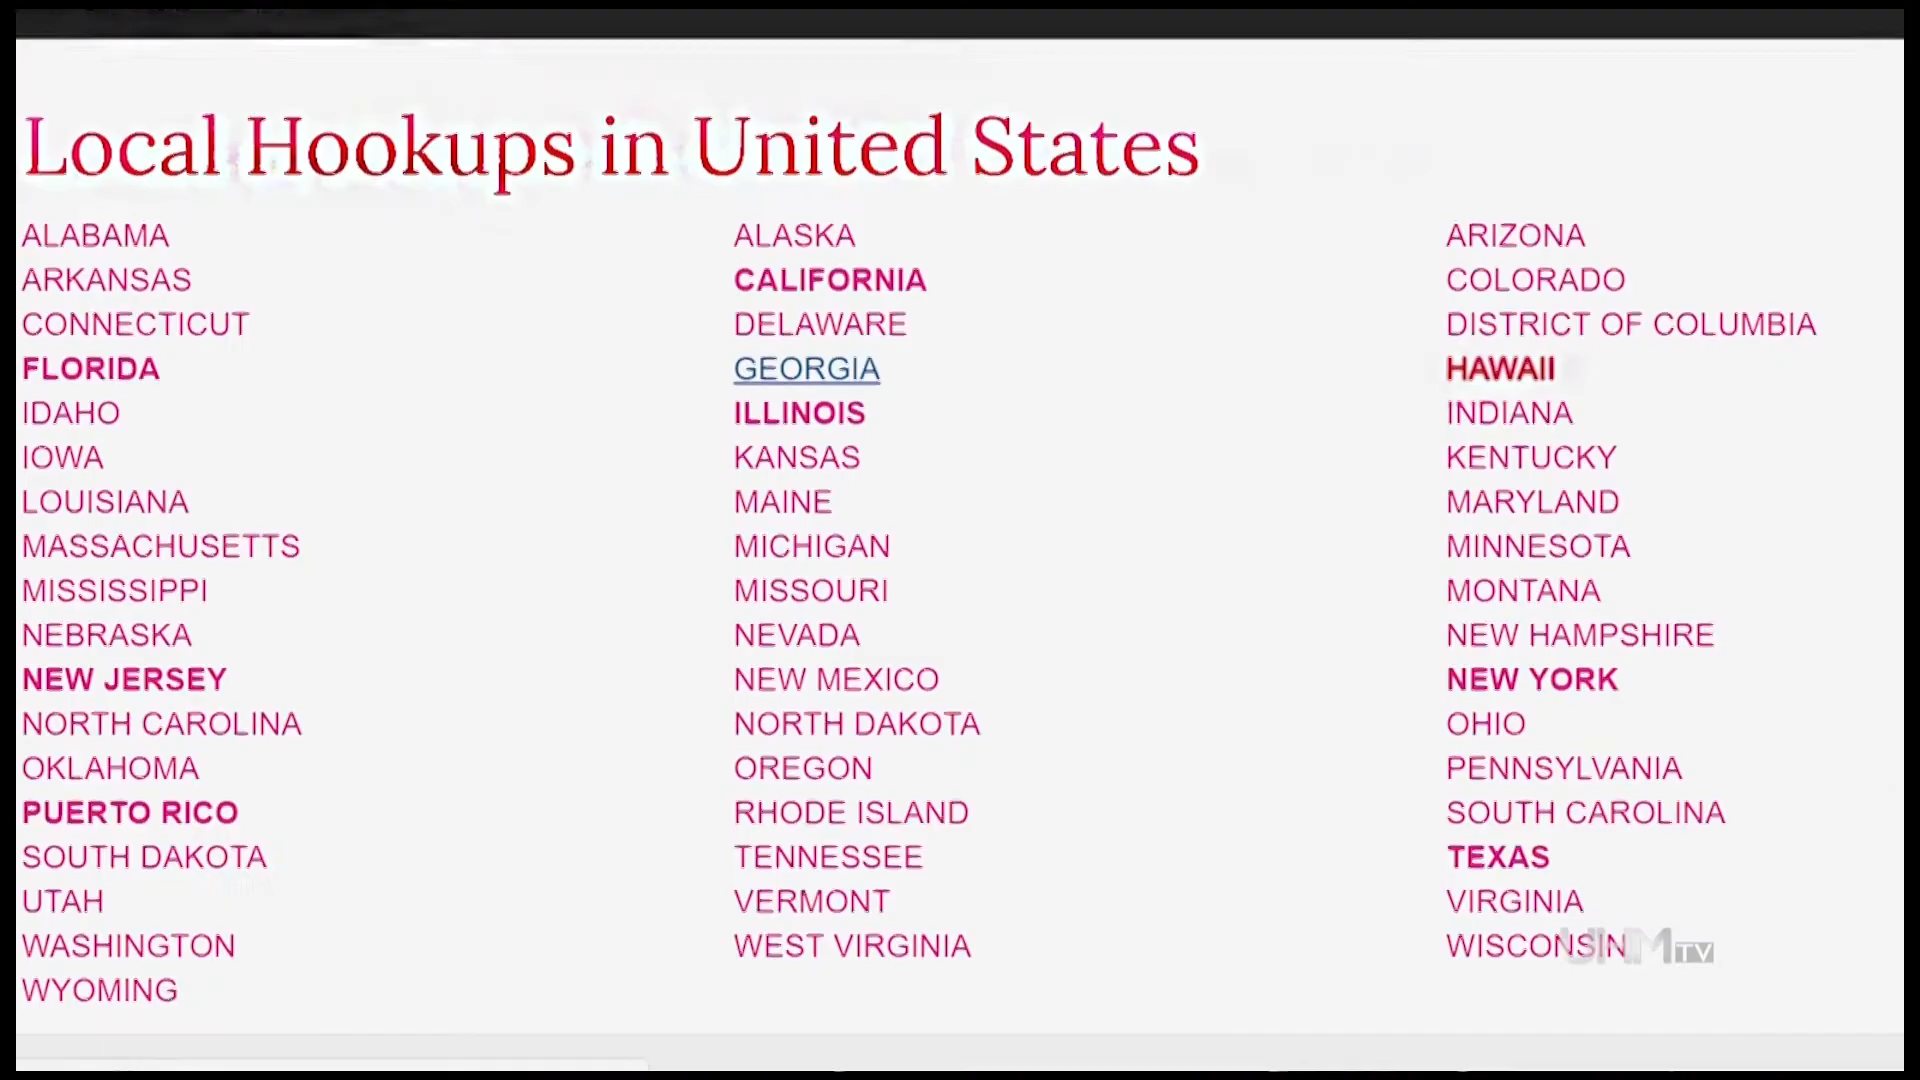 Local Hookups in United States
ALABAMA ALASKA ARIZONA
ARKANSAS CALIFORNIA COLORADO
CONNECTICUT DELAWARE DISTRICT OF COLUMBIA
FLORIDA GEORGIA HAWAII
IDAHO ILLINOIS INDIANA
IOWA KANSAS KENTUCKY
LOUISIANA MAINE MARYLAND
MASSACHUSETTS MICHIGAN MINNESOTA
MISSISSIPPI MISSOURI MONTANA
NEBRASKA NEVADA NEW HAMPSHIRE
NEW JERSEY NEW MEXICO NEW YORK
NORTH CAROLINA NORTH DAKOTA OHIO
OKLAHOMA OREGON PENNSYLVANIA
PUERTO RICO RHODE ISLAND SOUTH CAROLINA
SOUTH DAKOTA TENNESSEE TEXAS
UTAH VERMONT VIRGINIA
WASHINGTON WEST VIRGINIA WISCONSIN
WYOMING